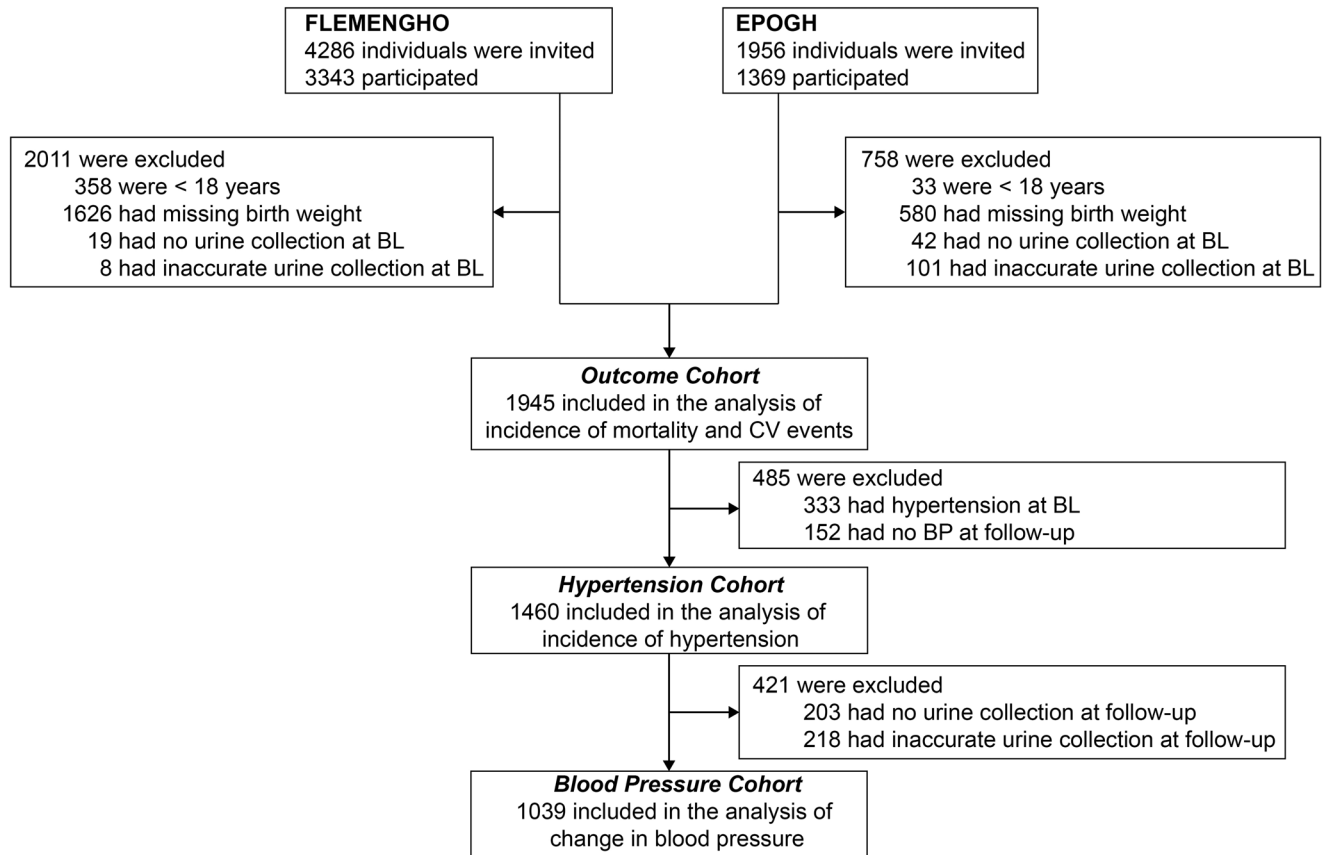 FLEMENGHO
4286 individuals were invited
3343 participated
EPOGH
1956 individuals were invited
1369 participated
2011 were excluded
358 were < 18 years
1626 had missing birth weight
19 had no urine collection at BL
8 had inaccurate urine collection at BL
758 were excluded
33 were < 18 years
580 had missing birth weight
42 had no urine collection at BL
101 had inaccurate urine collection at BL
Outcome Cohort
1945 included in the analysis of
incidence of mortality and CV events
485 were excluded
333 had hypertension at BL
152 had no BP at follow-up
Hypertension Cohort
1460 included in the analysis of
incidence of hypertension
421 were excluded
203 had no urine collection at follow-up
218 had inaccurate urine collection at follow-up
Blood Pressure Cohort
1039 included in the analysis of
change in blood pressure